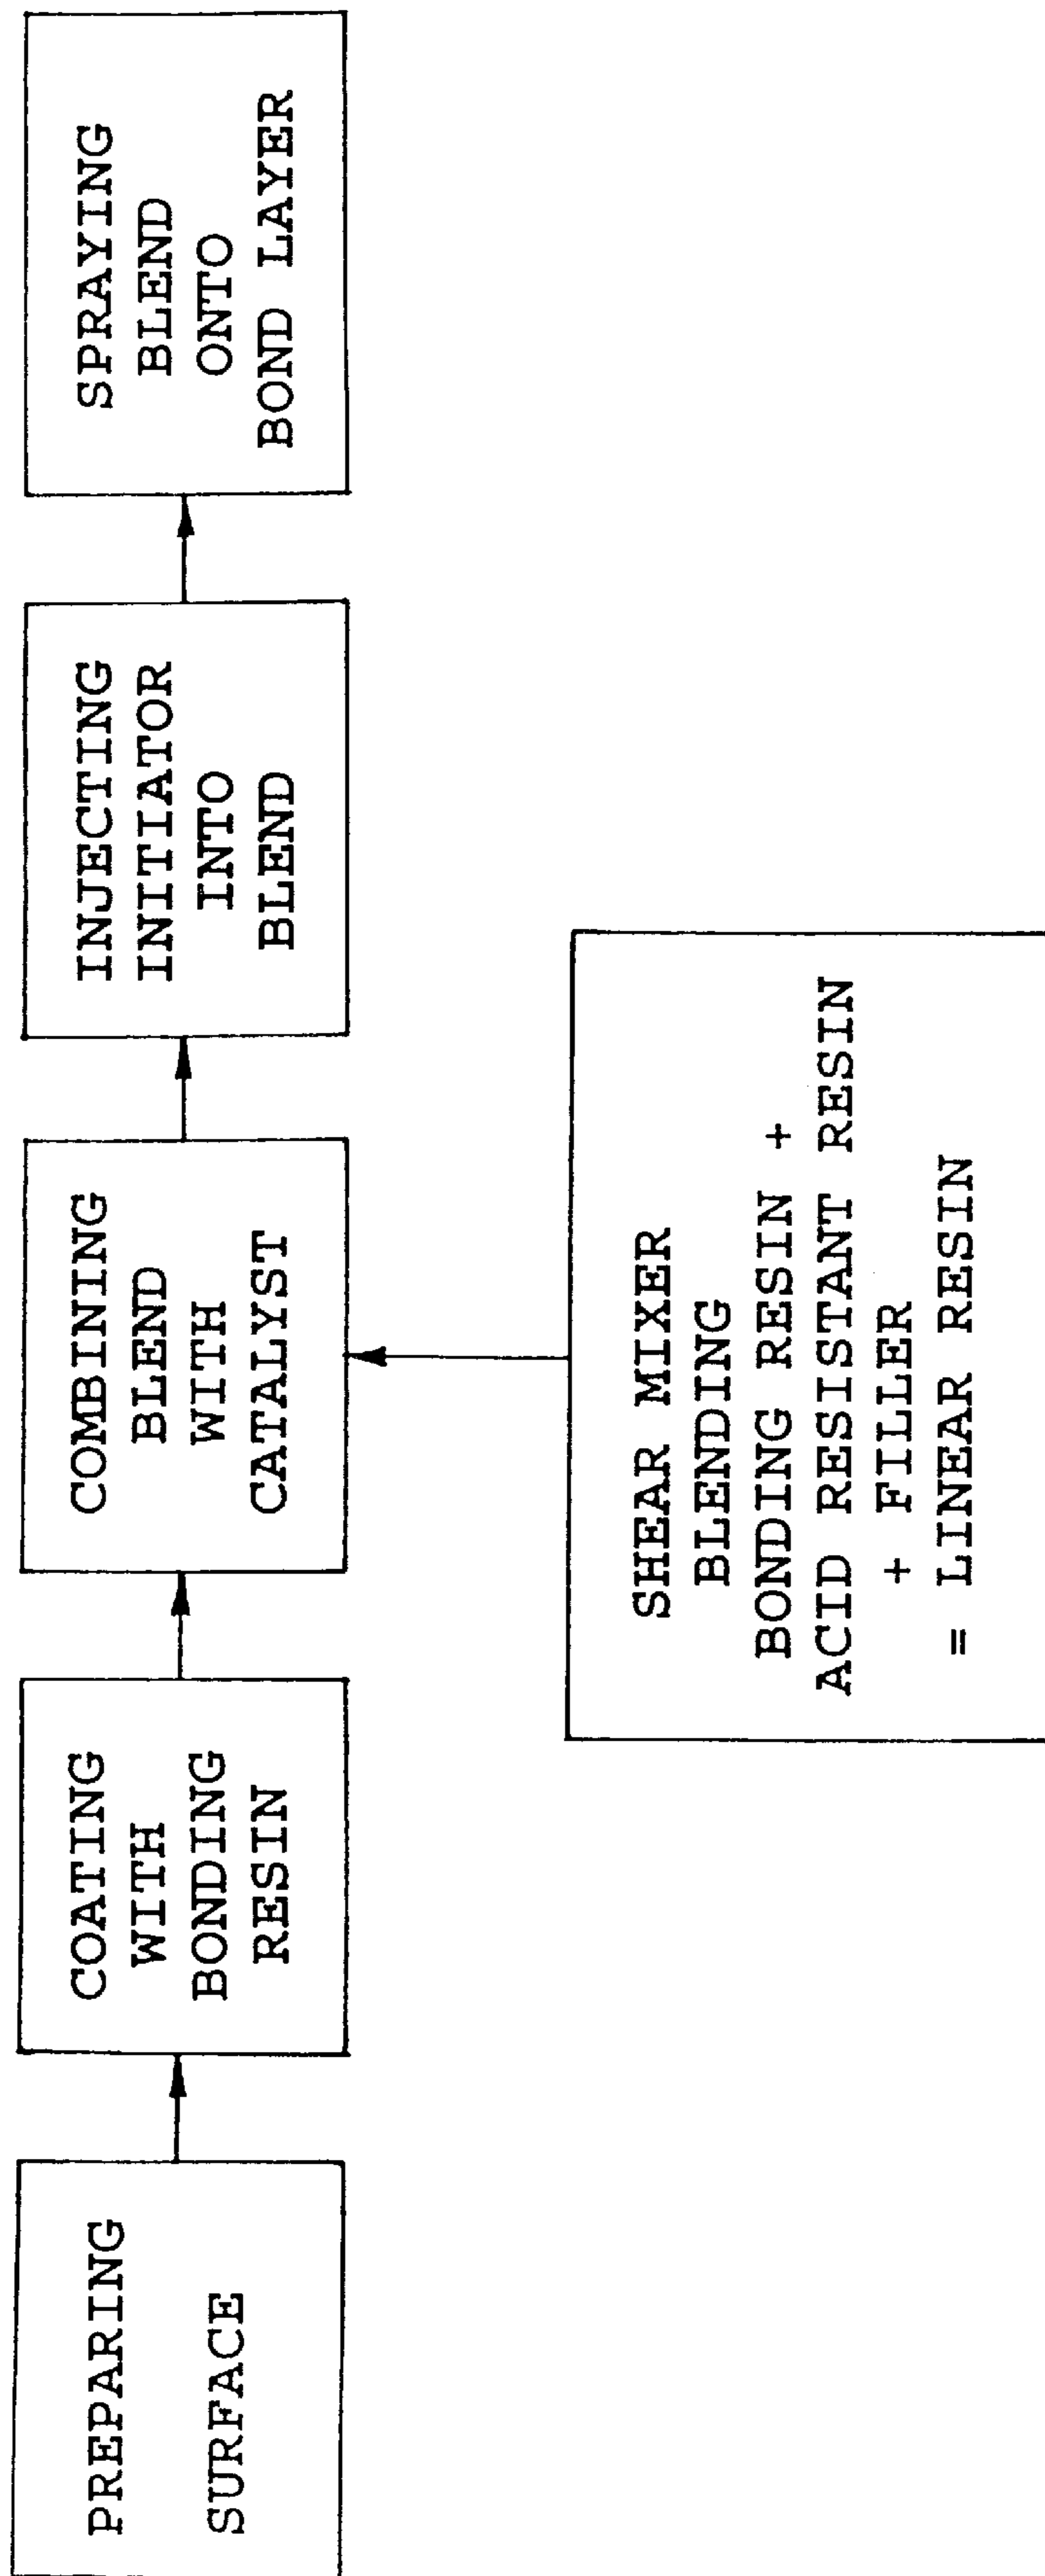 PREPARING
SURFACE
COATING
WITH
BONDING
RESIN
COMBINING
BLEND
WITH
CATALYST
INJECTING
INITIATOR
INTO
BLEND
SPRAYING
BLEND
ONTO
BOND LAYER
SHEAR MIXER
BLENDING
BONDING RESIN +
ACID RESISTANT RESIN
+ FILLER
= LINEAR RESIN